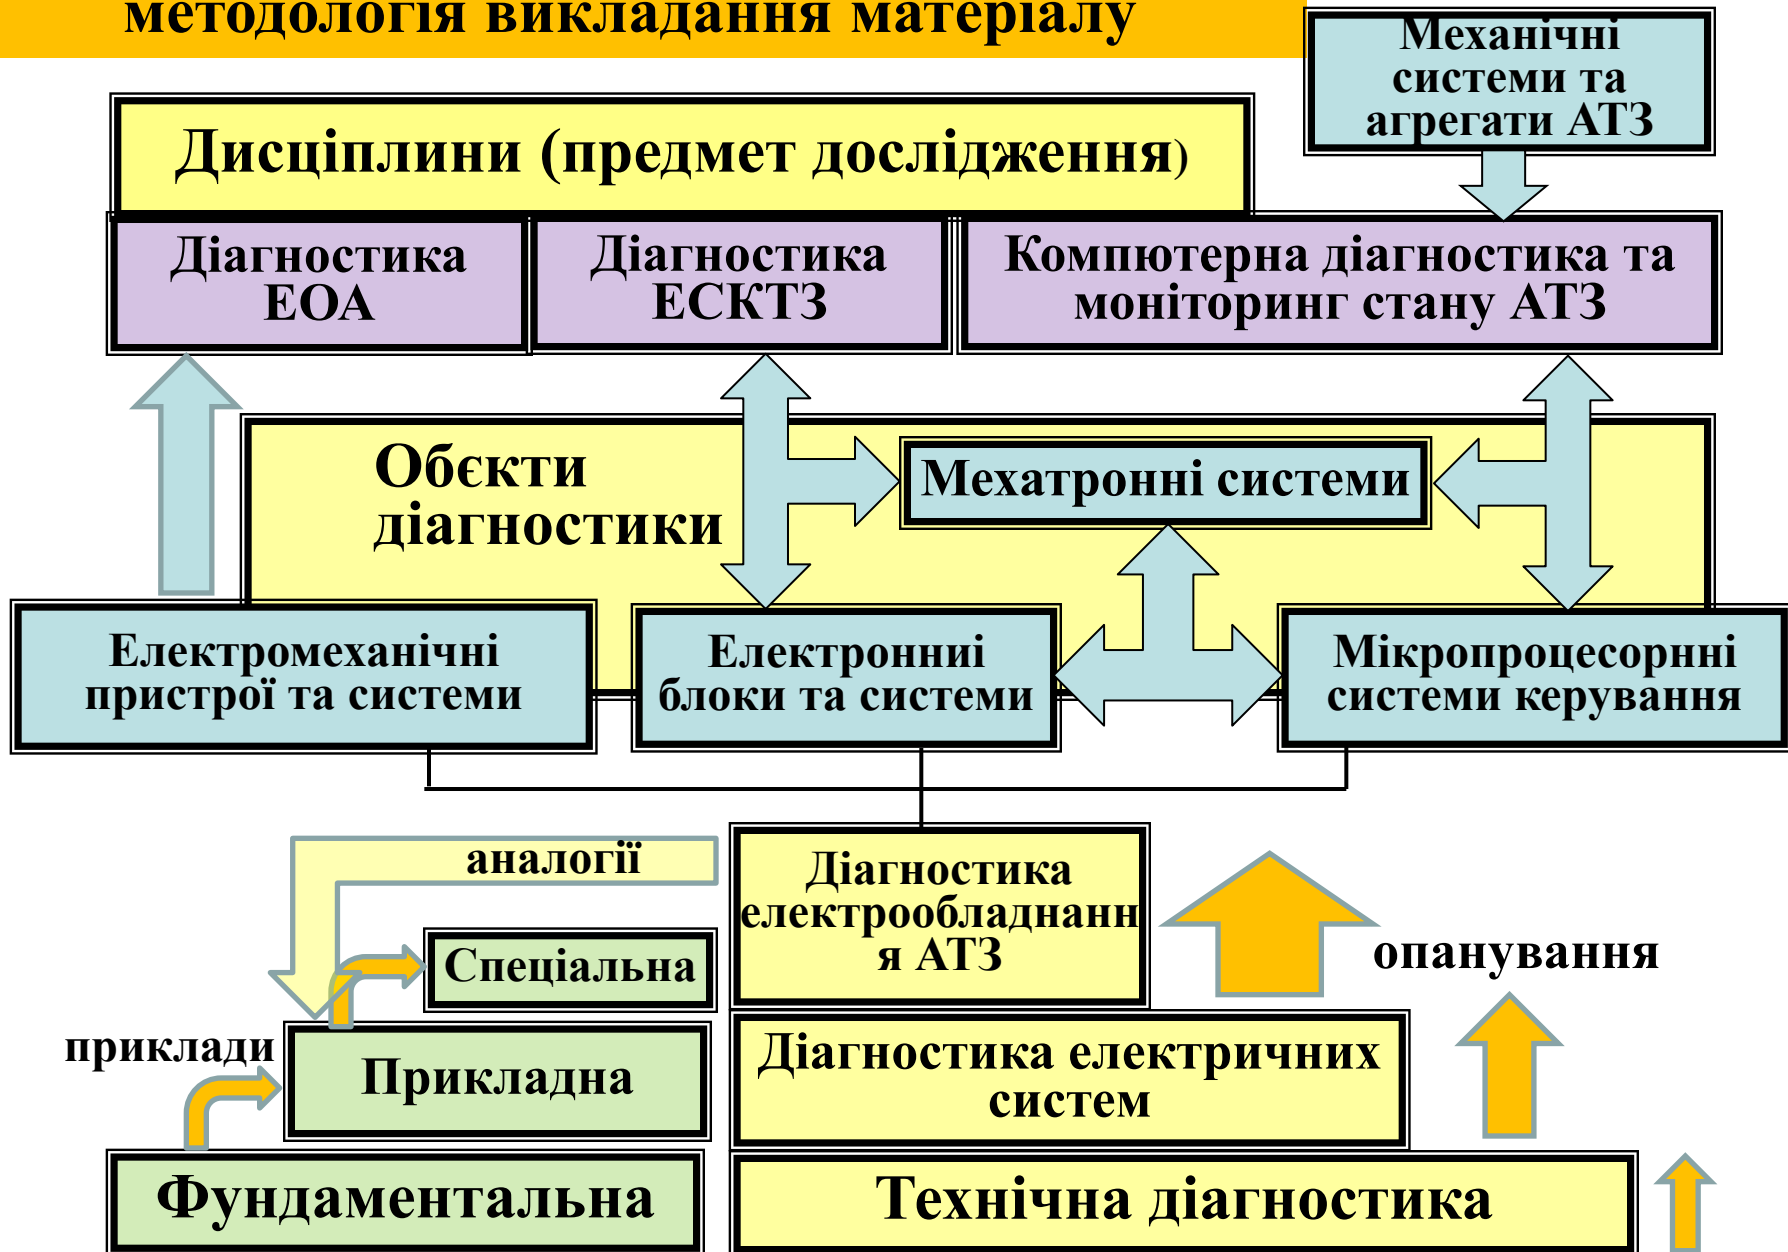 методологія викладання матеріалу
Механічні
системи та
агрегати АТЗ
Дисціплини (предмет дослідження)
Діагностика
ЕОА
Діагностика
ЕСКТЗ
Компютерна діагностика та
моніторинг стану АТЗ
Обєкти
діагностики
Мехатронні системи
Електромеханічні
пристрої та системи
Електронниі
блоки та системи
Мікропроцесорнні
системи керування
аналогії
Діагностика
електрообладнанн
я АТЗ
Спеціальна
опанування
приклади
Прикладна
Діагностика електричних
систем
Фундаментальна
Технічна діагностика